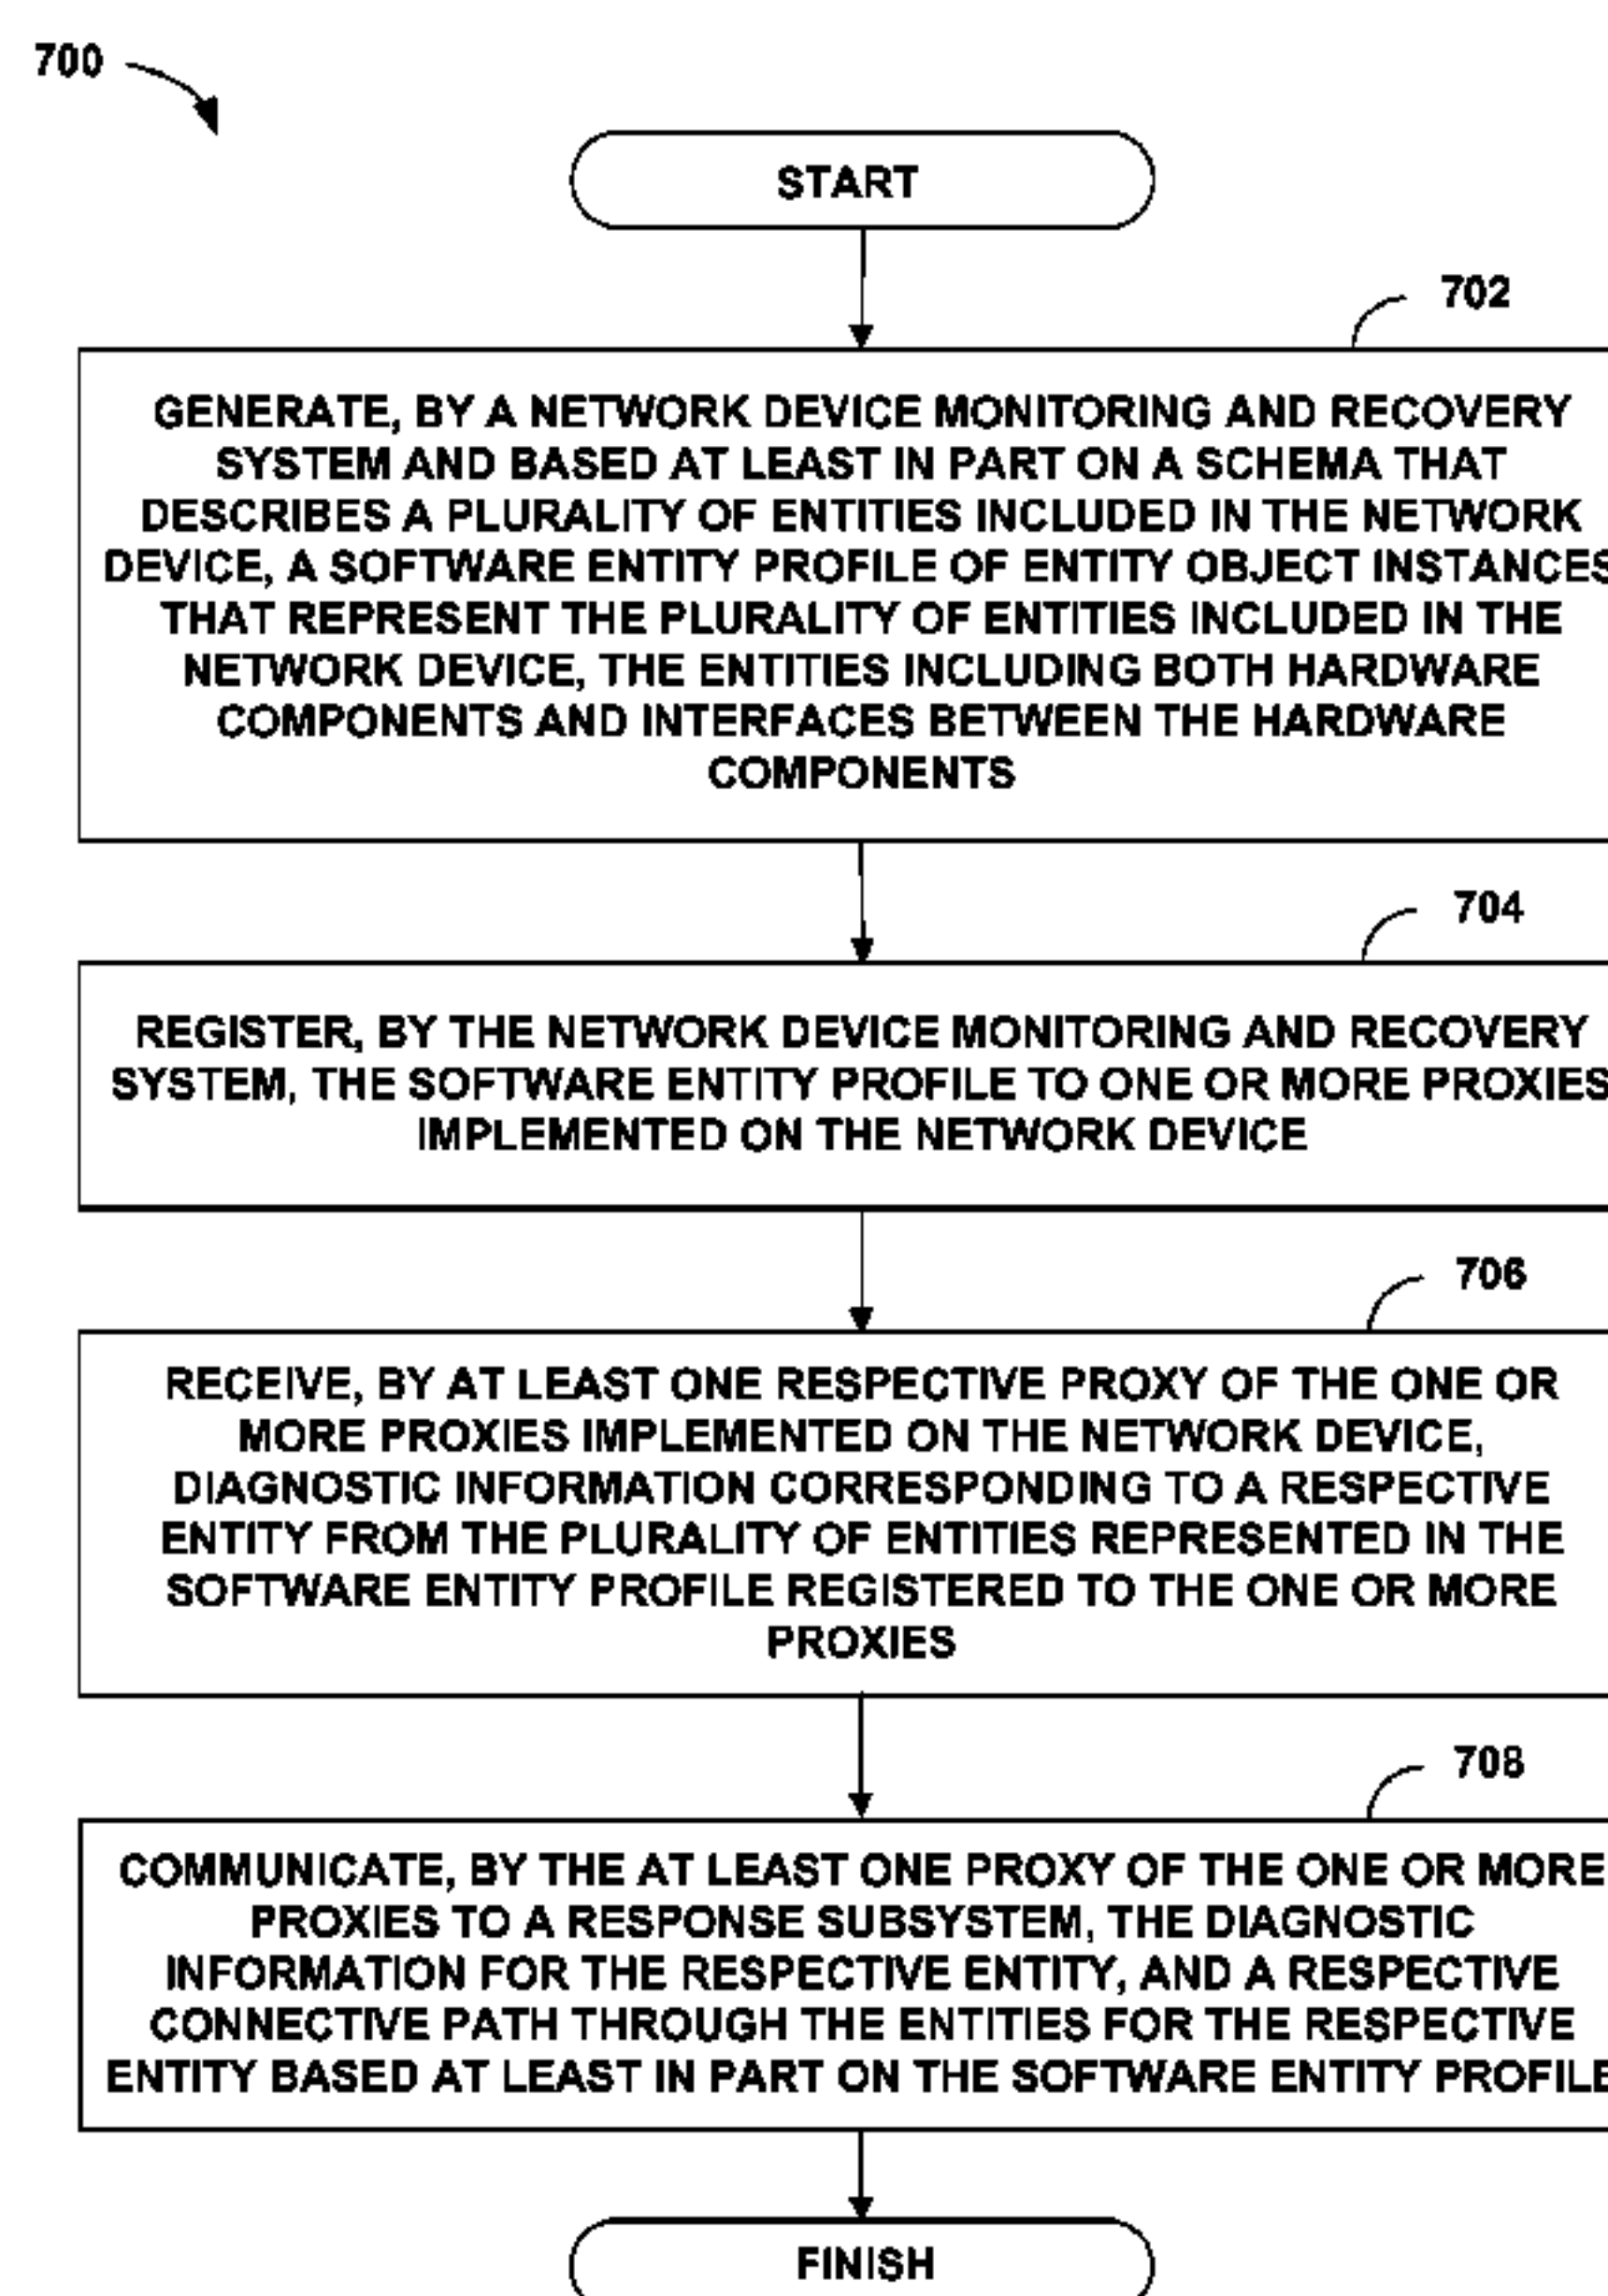 700
START
702
GENERATE, BY A NETWORK DEVICE MONITORING AND RECOVERY
SYSTEM AND BASED AT LEAST IN PART ON A SCHEMA THAT
DESCRIBES A PLURALITY OF ENTITIES INCLUDED IN THE NETWORK
DEVICE, A SOFTWARE ENTITY PROFILE OF ENTITY OBJECT INSTANCES
THAT REPRESENT THE PLURALITY OF ENTITIES INCLUDED IN THE
NETWORK DEVICE, THE ENTITIES INCLUDING BOTH HARDWARE
COMPONENTS AND INTERFACES BETWEEN THE HARDWARE
COMPONENTS
704
REGISTER, BY THE NETWORK DEVICE MONITORING AND RECOVERY
SYSTEM, THE SOFTWARE ENTITY PROFILE TO ONE OR MORE PROXIES
IMPLEMENTED ON THE NETWORK DEVICE
706
RECEIVE, BY AT LEAST ONE RESPECTIVE PROXY OF THE ONE OR
MORE PROXIES IMPLEMENTED ON THE NETWORK DEVICE,
DIAGNOSTIC INFORMATION CORRESPONDING TO A RESPECTIVE
ENTITY FROM THE PLURALITY OF ENTITIES REPRESENTED IN THE
SOFTWARE ENTITY PROFILE REGISTERED TO THE ONE OR MORE
PROXIES
708
COMMUNICATE, BY THE AT LEAST ONE PROXY OF THE ONE OR MORE
PROXIES TO A RESPONSE SUBSYSTEM, THE DIAGNOSTIC
INFORMATION FOR THE RESPECTIVE ENTITY, AND A RESPECTIVE
CONNECTIVE PATH THROUGH THE ENTITIES FOR THE RESPECTIVE
ENTITY BASED AT LEAST IN PART ON THE SOFTWARE ENTITY PROFILE
FINISH